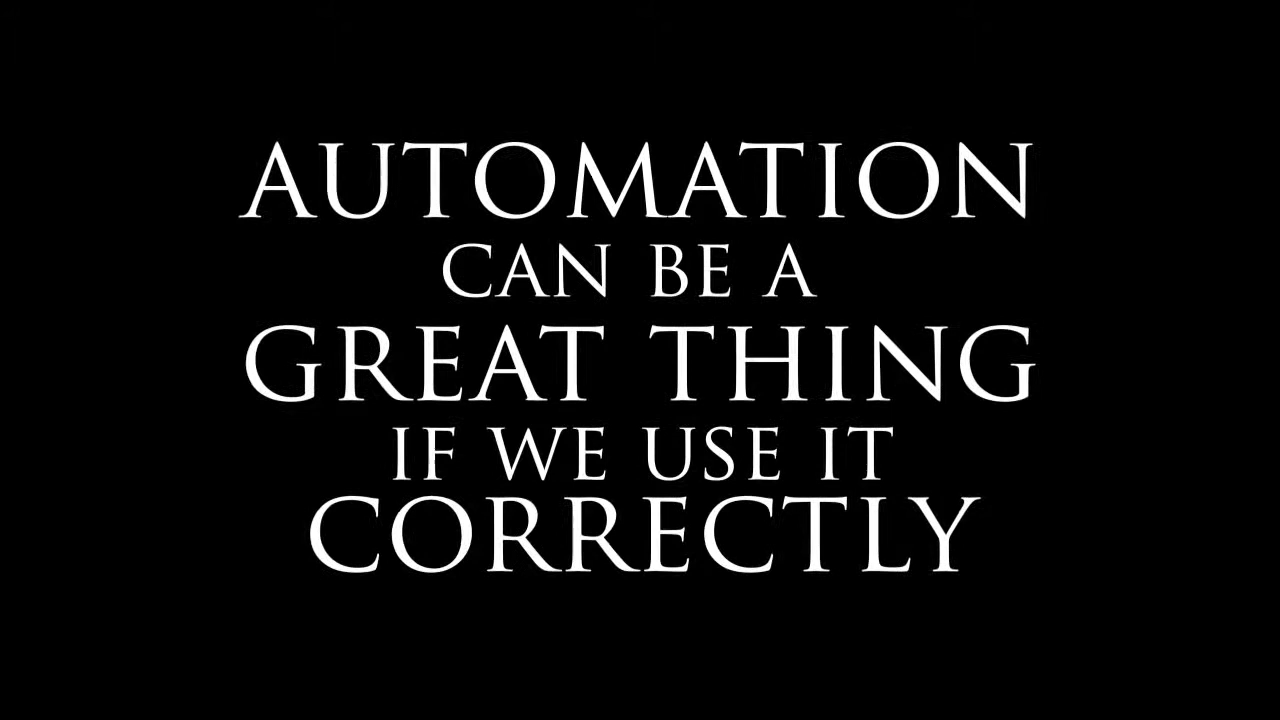 AUTOMATION
CAN BE A
GREAT THING
IF WE USE IT
CORRECTLY